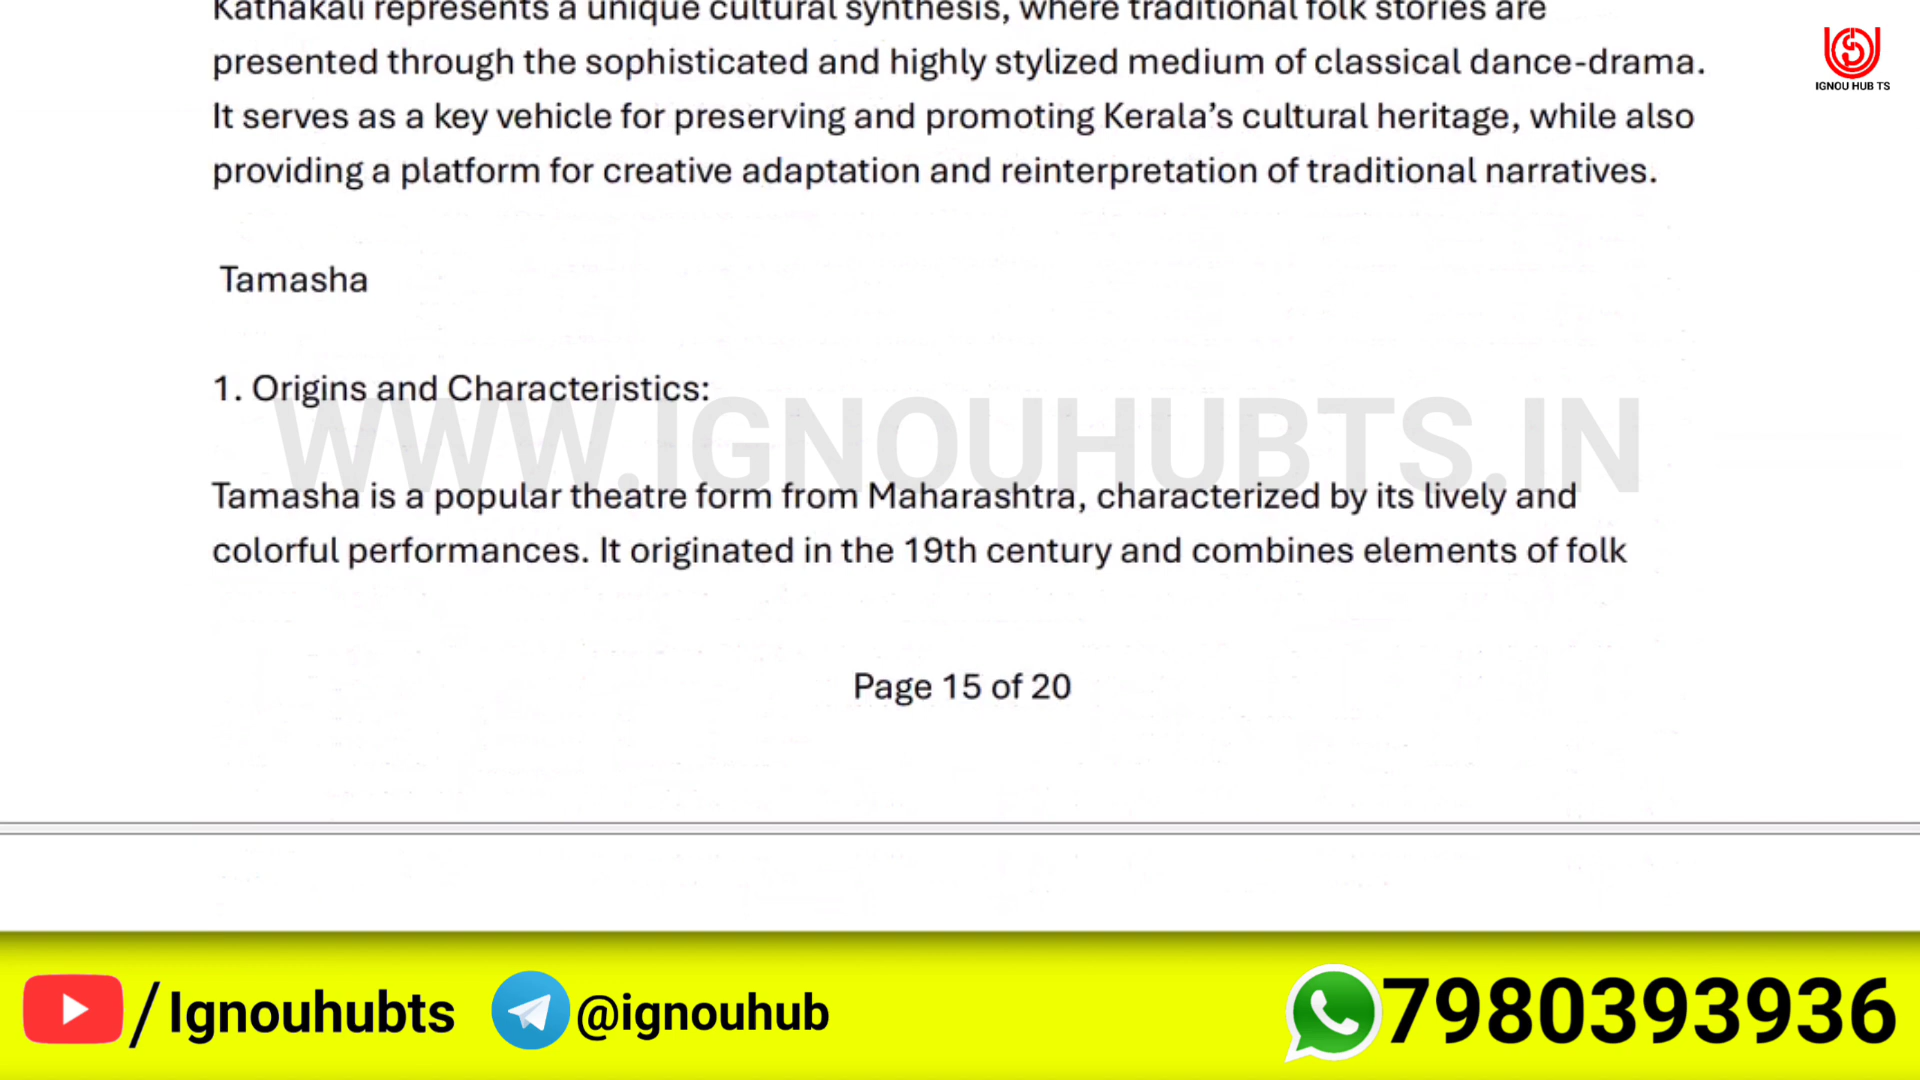 Kathakali represents a unique cultural synthesis, where traditional folk stories are
presented through the sophisticated and highly stylized medium of classical dance-drama.
It serves as a key vehicle for preserving and promoting Kerala’s cultural heritage, while also
providing a platform for creative adaptation and reinterpretation of traditional narratives.
IGNOU HUB TS
Tamasha
1. Origins and Characteristics:
WWW.IGNOUHUBTS.IN
Tamasha is a popular theatre form from Maharashtra, characterized by its lively and
colorful performances. It originated in the 19th century and combines elements of folk
Page 15 of 20
/Ignouhubts @ignouhub 7980393936